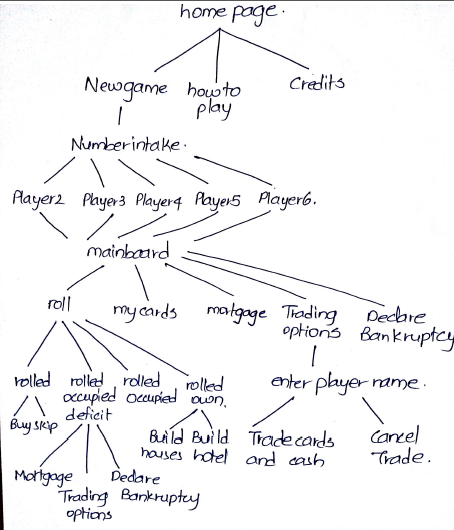 home page.
Newgame
how to
play
Credits
Number intake.
Player2
Player3
Player4
Player5
Player6.
mainboard
roll
my cards
mortgage
Trading
options
Declare
Bankruptcy
rolled
rolled
occupied
deficit
rolled
occupied
rolled
own.
enter player name.
Buy
skip
Build
houses
Build
hotel
Trade cards
and cash
Cancel
Trade.
Mortgage
Trading
options
Declare
Bankruptcy